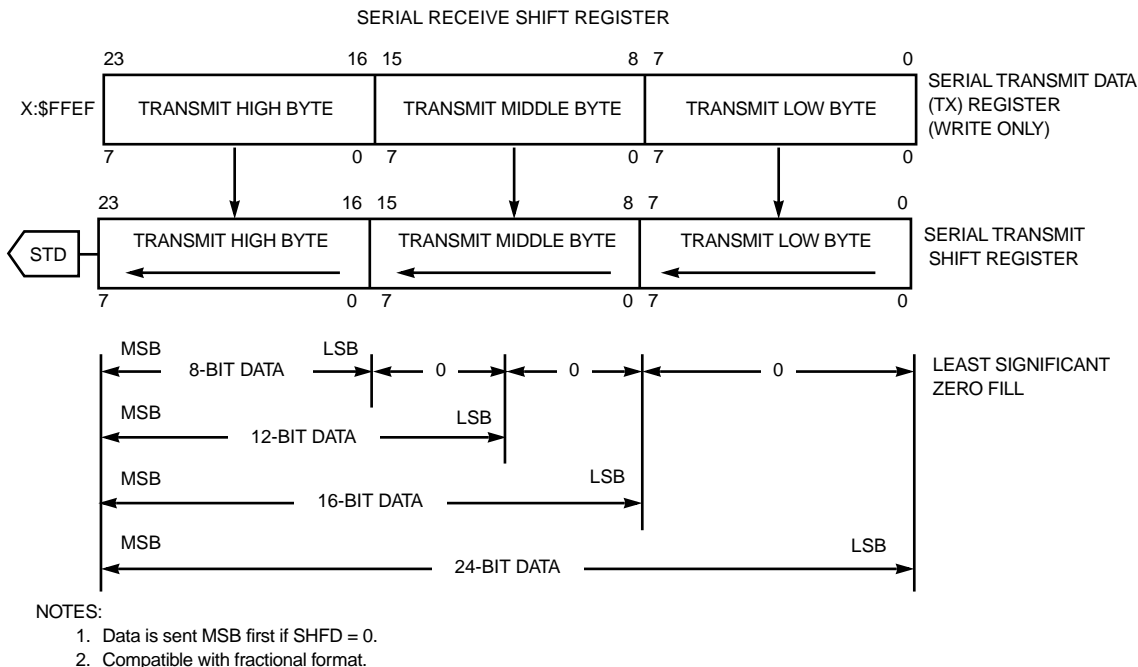 SERIAL RECEIVE SHIFT REGISTER
23 16 15 8 7 0
X:$FFEF TRANSMIT HIGH BYTE TRANSMIT MIDDLE BYTE TRANSMIT LOW BYTE SERIAL TRANSMIT DATA
(TX) REGISTER
(WRITE ONLY)
7 0 7 0 7 0
23 16 15 8 7 0
STD TRANSMIT HIGH BYTE TRANSMIT MIDDLE BYTE TRANSMIT LOW BYTE SERIAL TRANSMIT
SHIFT REGISTER
7 0 7 0 7 0
MSB LSB
8-BIT DATA 0 0 0 LEAST SIGNIFICANT
ZERO FILL
MSB LSB
12-BIT DATA
MSB LSB
16-BIT DATA
MSB LSB
24-BIT DATA
NOTES:
1. Data is sent MSB first if SHFD = 0.
2. Compatible with fractional format.